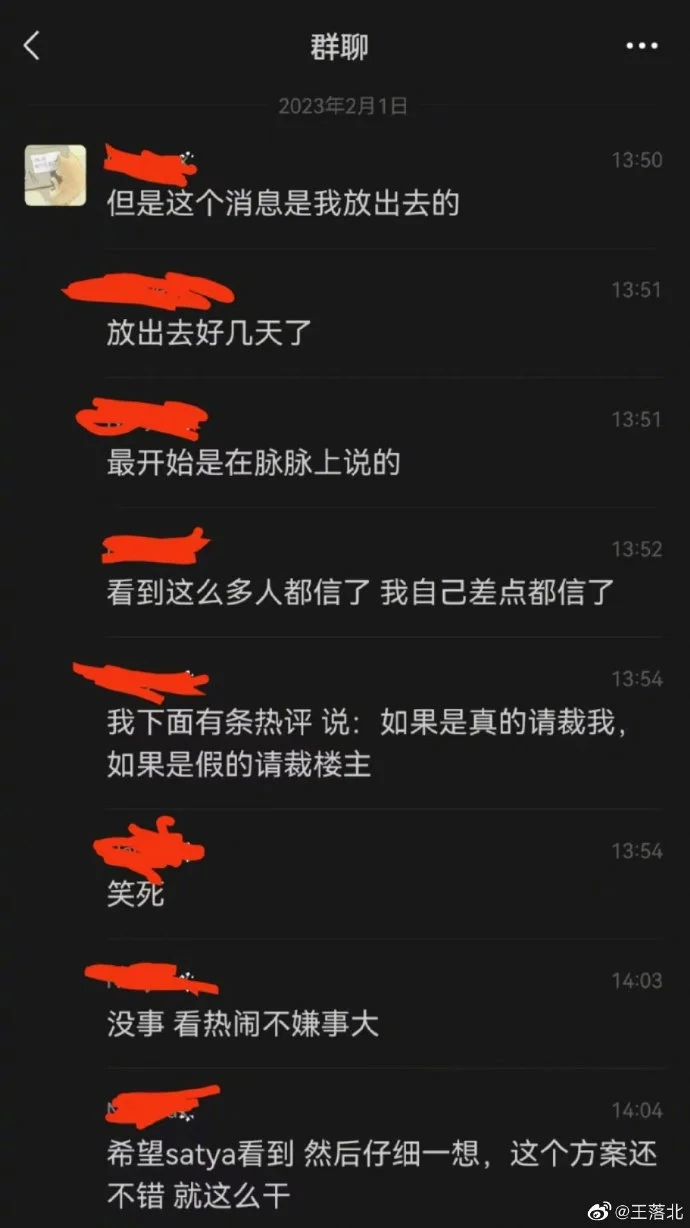 群聊
2023年2月1日
13:50
但是这个消息是我放出去的
13:51
放出去好几天了
13:51
最开始是在脉脉上说的
13:52
看到这么多人都信了 我自己差点都信了
13:54
我下面有条热评 说：如果是真的请裁我，
如果是假的请裁楼主
13:54
笑死
14:03
没事 看热闹不嫌事大
14:04
希望satya看到 然后仔细一想，这个方案还
不错 就这么干
@王落北